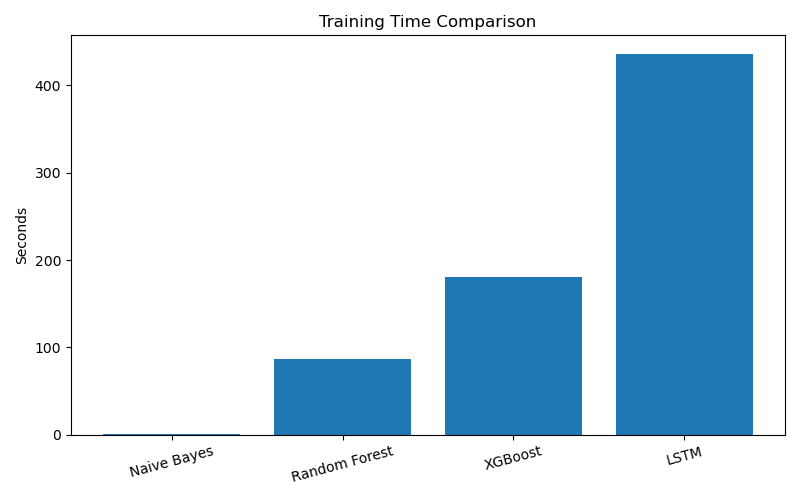 Training Time Comparison
Seconds
400
300
200
100
0
Naive Bayes
Random Forest
XGBoost
LSTM